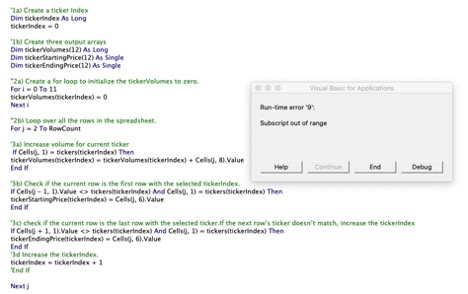 '1a) Create a ticker Index
Dim tickerIndex As Long
tickerIndex = 0
'1b) Create three output arrays
Dim tickerVolumes(12) As Long
Dim tickerStartingPrice(12) As Single
Dim tickerEndingPrice(12) As Single
''2a) Create a for loop to initialize the tickerVolumes to zero.
For i = 0 To 11
tickerVolumes(tickerIndex) = 0
Next i
''2b) Loop over all the rows in the spreadsheet.
For j = 2 To RowCount
'3a) Increase volume for current ticker
If Cells(j, 1) = tickers(tickerIndex) Then
tickerVolumes(tickerIndex) = tickerVolumes(tickerIndex) + Cells(j, 8).Value
End If
'3b) Check if the current row is the first row with the selected tickerIndex.
If Cells(j - 1, 1).Value <> tickers(tickerIndex) And Cells(j, 1) = tickers(tickerIndex) Then
tickerStartingPrice(tickerIndex) = Cells(j, 6).Value
End If
'3c) check if the current row is the last row with the selected ticker.If the next row's ticker doesn't match, increase the tickerIndex
If Cells(j + 1, 1).Value <> tickers(tickerIndex) And Cells(j, 1) = tickers(tickerIndex) Then
tickerEndingPrice(tickerIndex) = Cells(j, 6).Value
End If
'3d Increase the tickerIndex.
tickerIndex = tickerIndex + 1
'End If
Next j
Visual Basic for Applications
Run-time error '9':
Subscript out of range
Help Continue End Debug